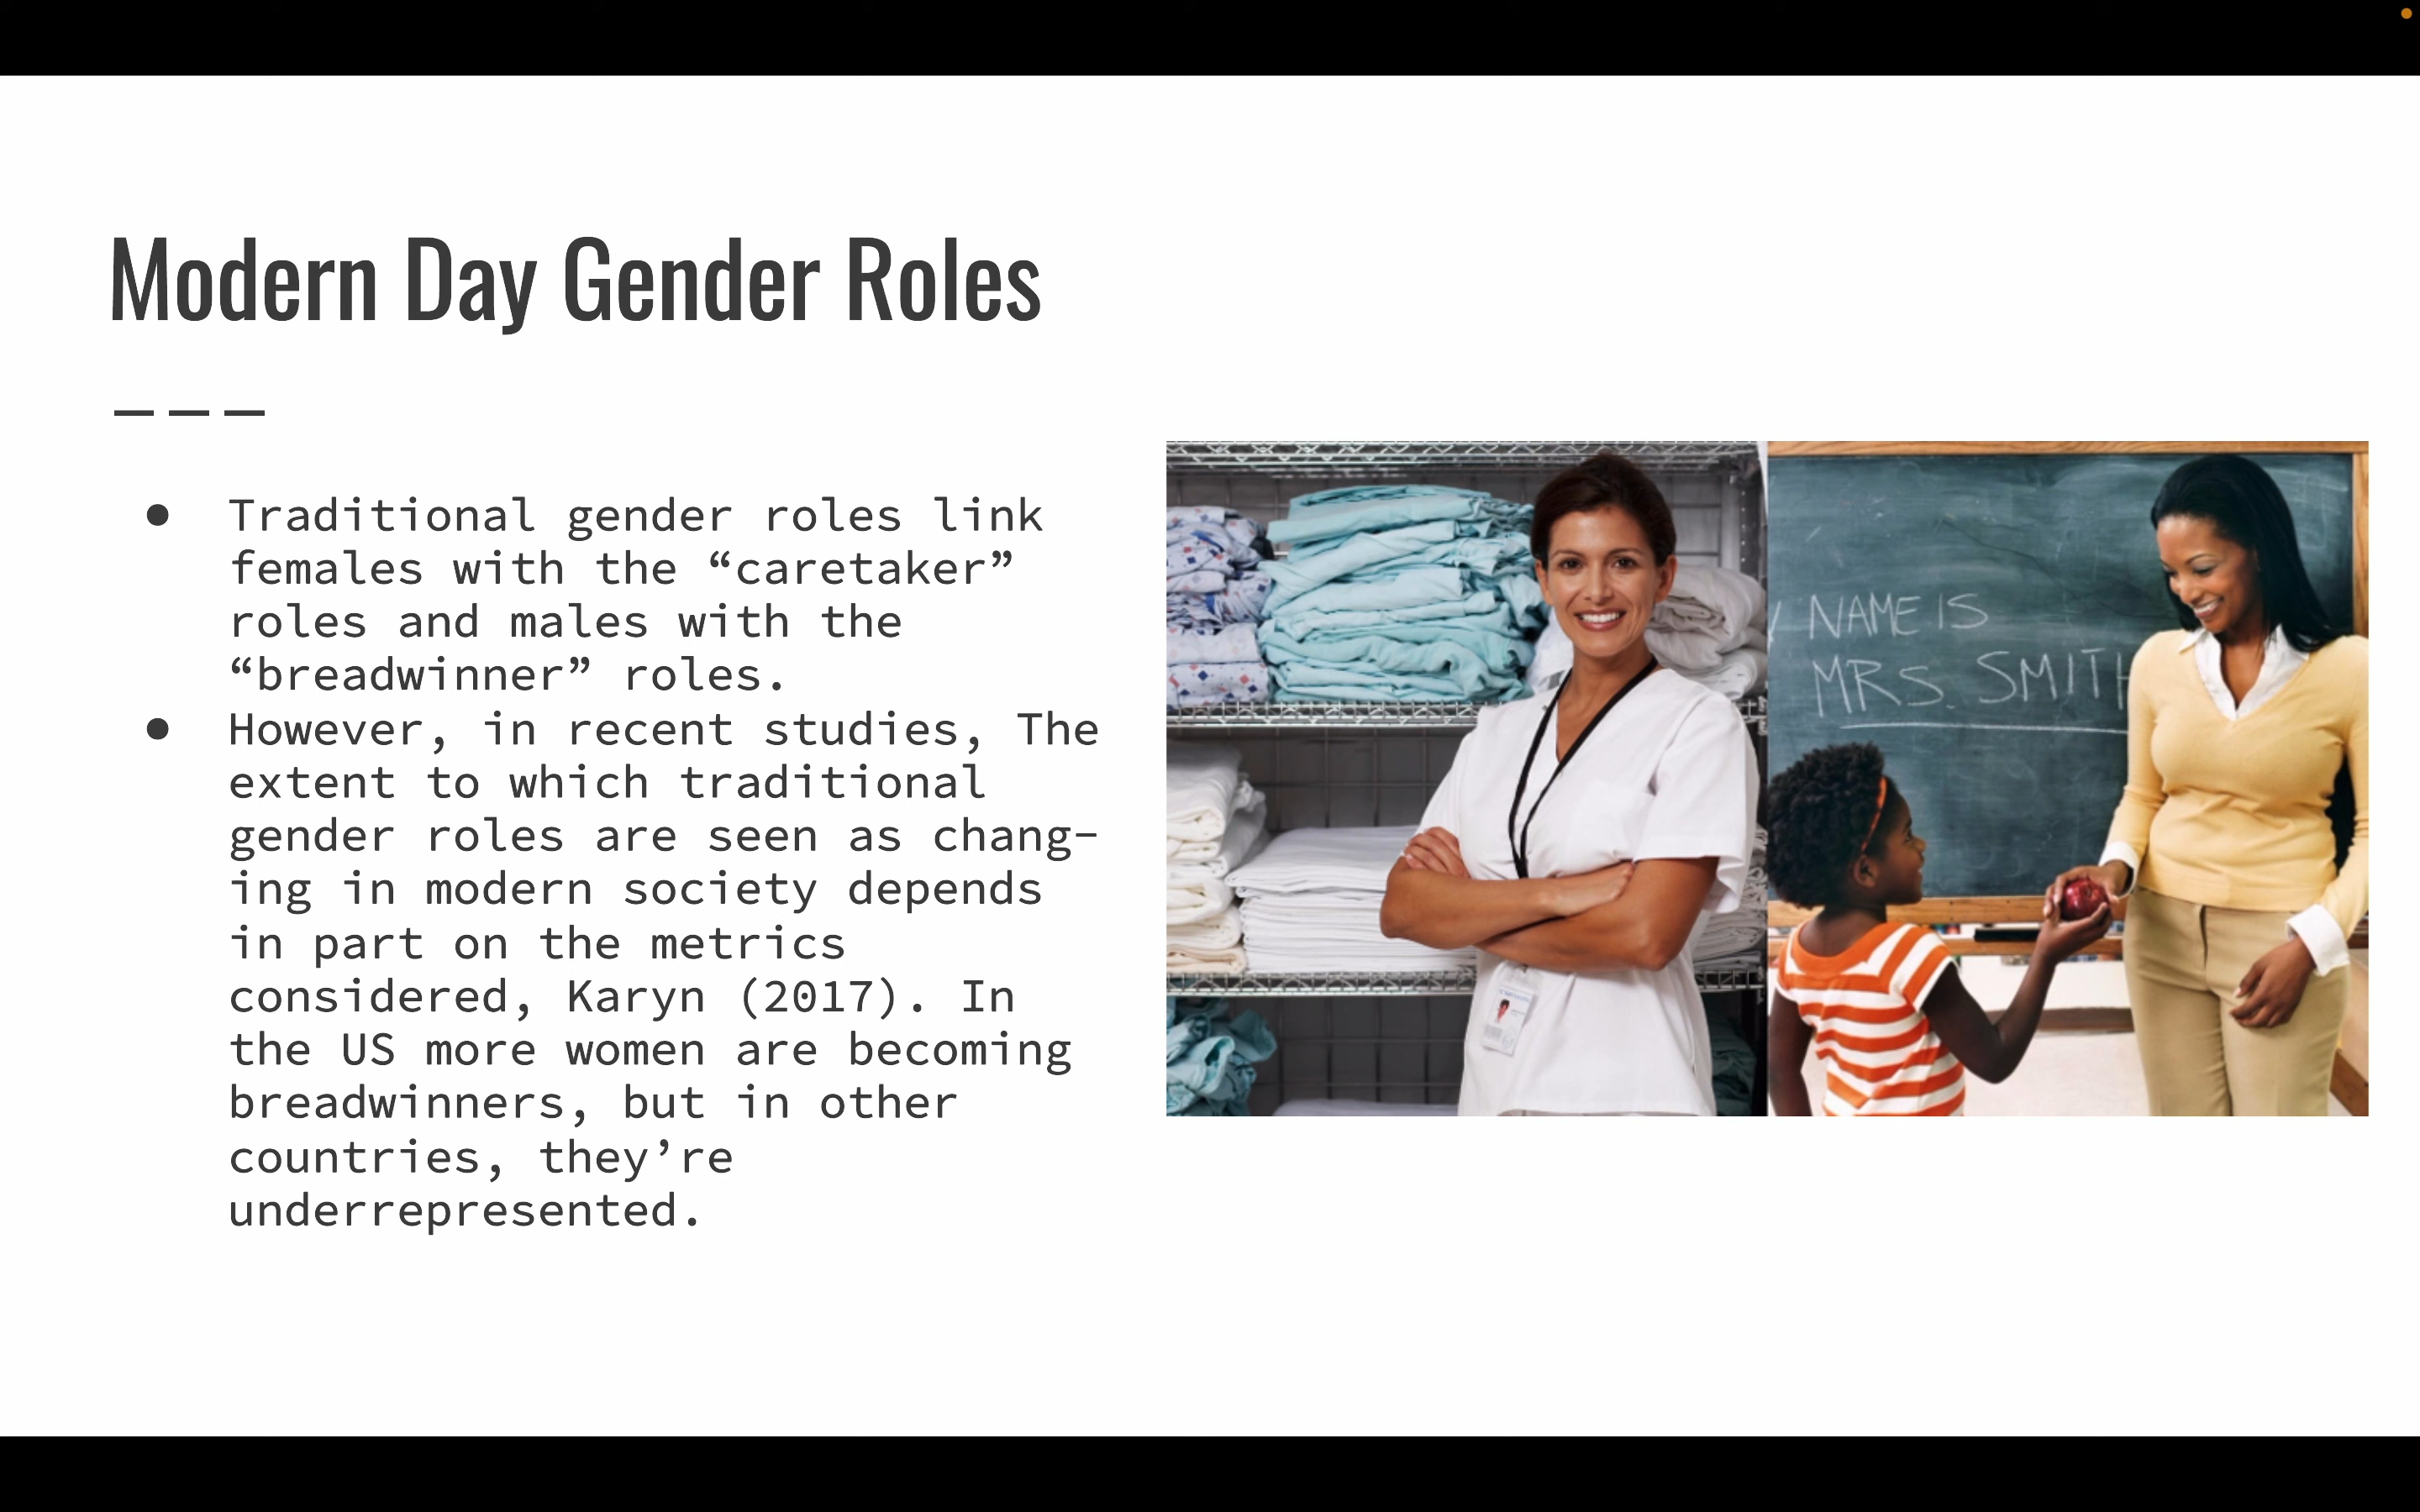 Modern Day Gender Roles
● Traditional gender roles link
females with the “caretaker”
roles and males with the
“breadwinner” roles.
● However, in recent studies, The
extent to which traditional
gender roles are seen as chang-
ing in modern society depends
in part on the metrics
considered, Karyn (2017). In
the US more women are becoming
breadwinners, but in other
countries, they’re
underrepresented.
NAME IS
MRS. SMITH